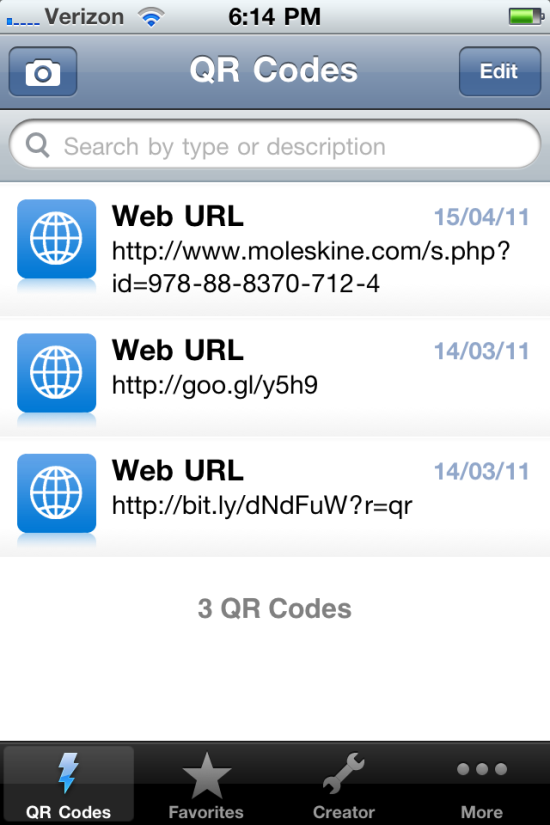 Verizon 6:14 PM
QR Codes Edit
Search by type or description
Web URL 15/04/11
http://www.moleskine.com/s.php?
id=978-88-8370-712-4
Web URL 14/03/11
http://goo.gl/y5h9
Web URL 14/03/11
http://bit.ly/dNdFuW?r=qr
3 QR Codes
QR Codes Favorites Creator More